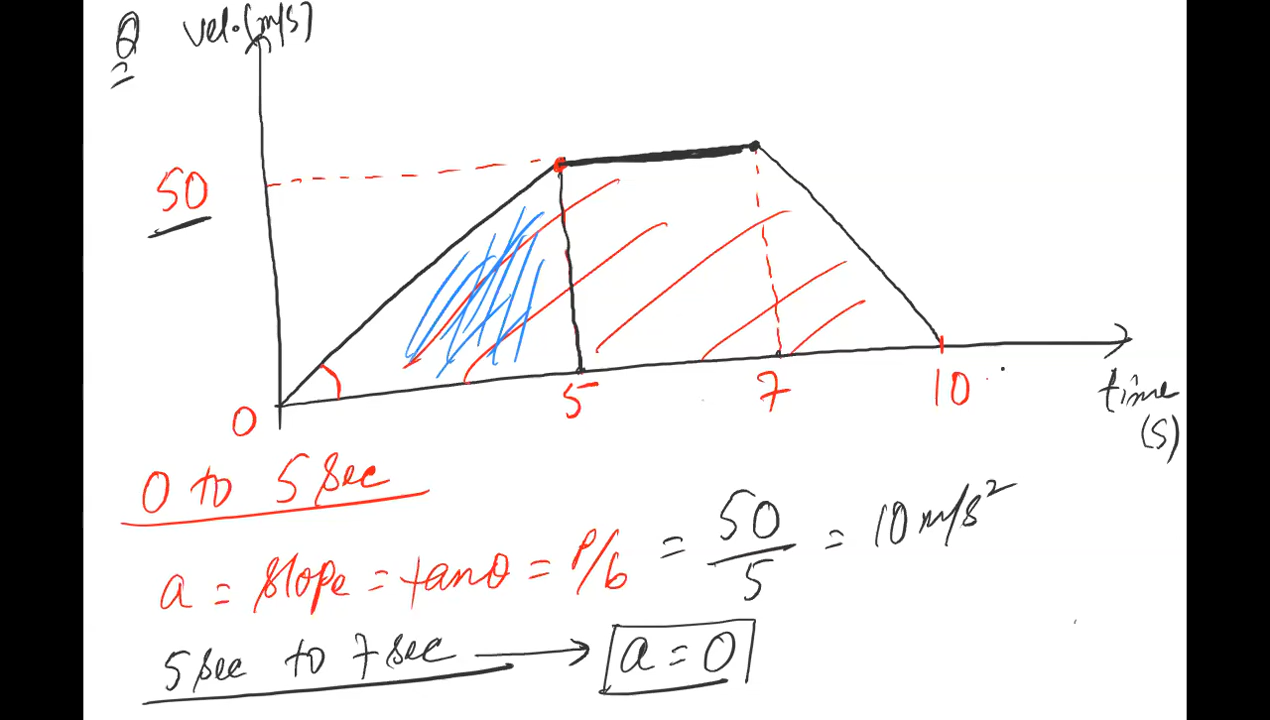 Q vel.(m/s)
50
0 5 7 10 time
(s)
0 to 5 sec
a = slope = tanθ = P/b = 50/5 = 10 m/s²
5 sec to 7 sec → a = 0